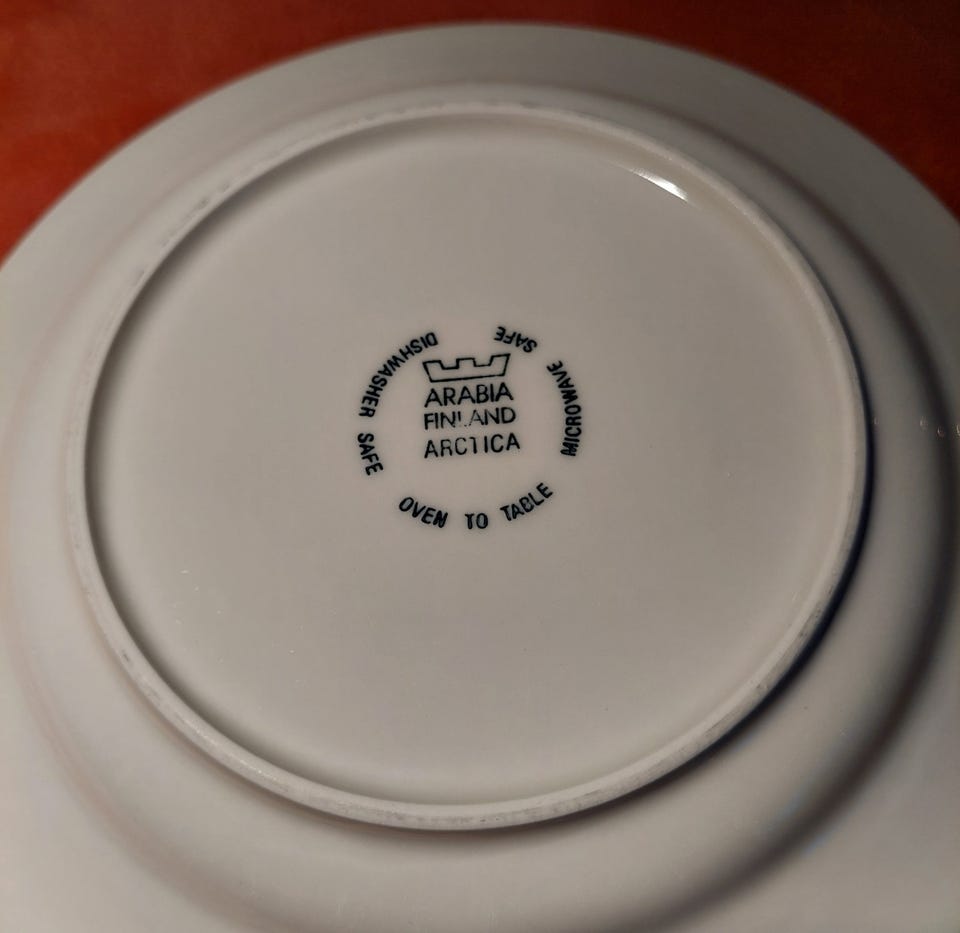 ARABIA
FINLAND
ARCTICA
DISHWASHER SAFE
OVEN TO TABLE
MICROWAVE SAFE